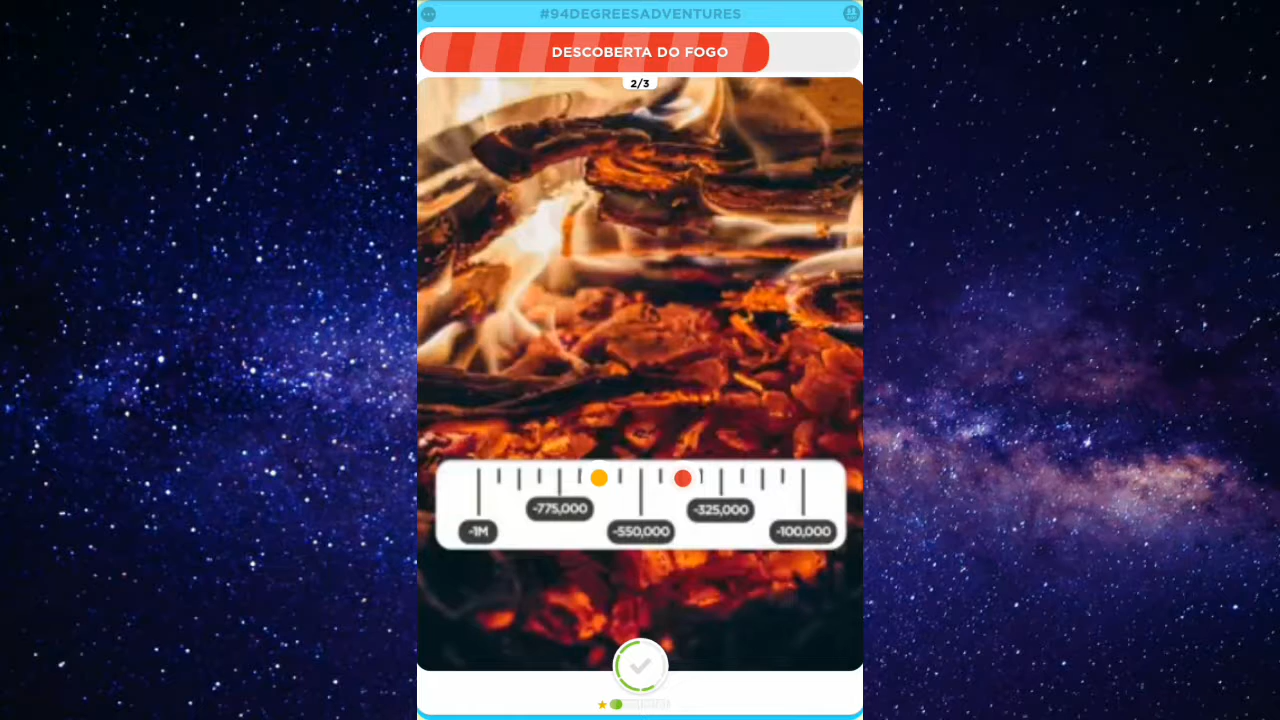 #94DEGREESADVENTURES
DESCOBERTA DO FOGO
2/3
-775,000
-325,000
-1M
-550,000
-100,000